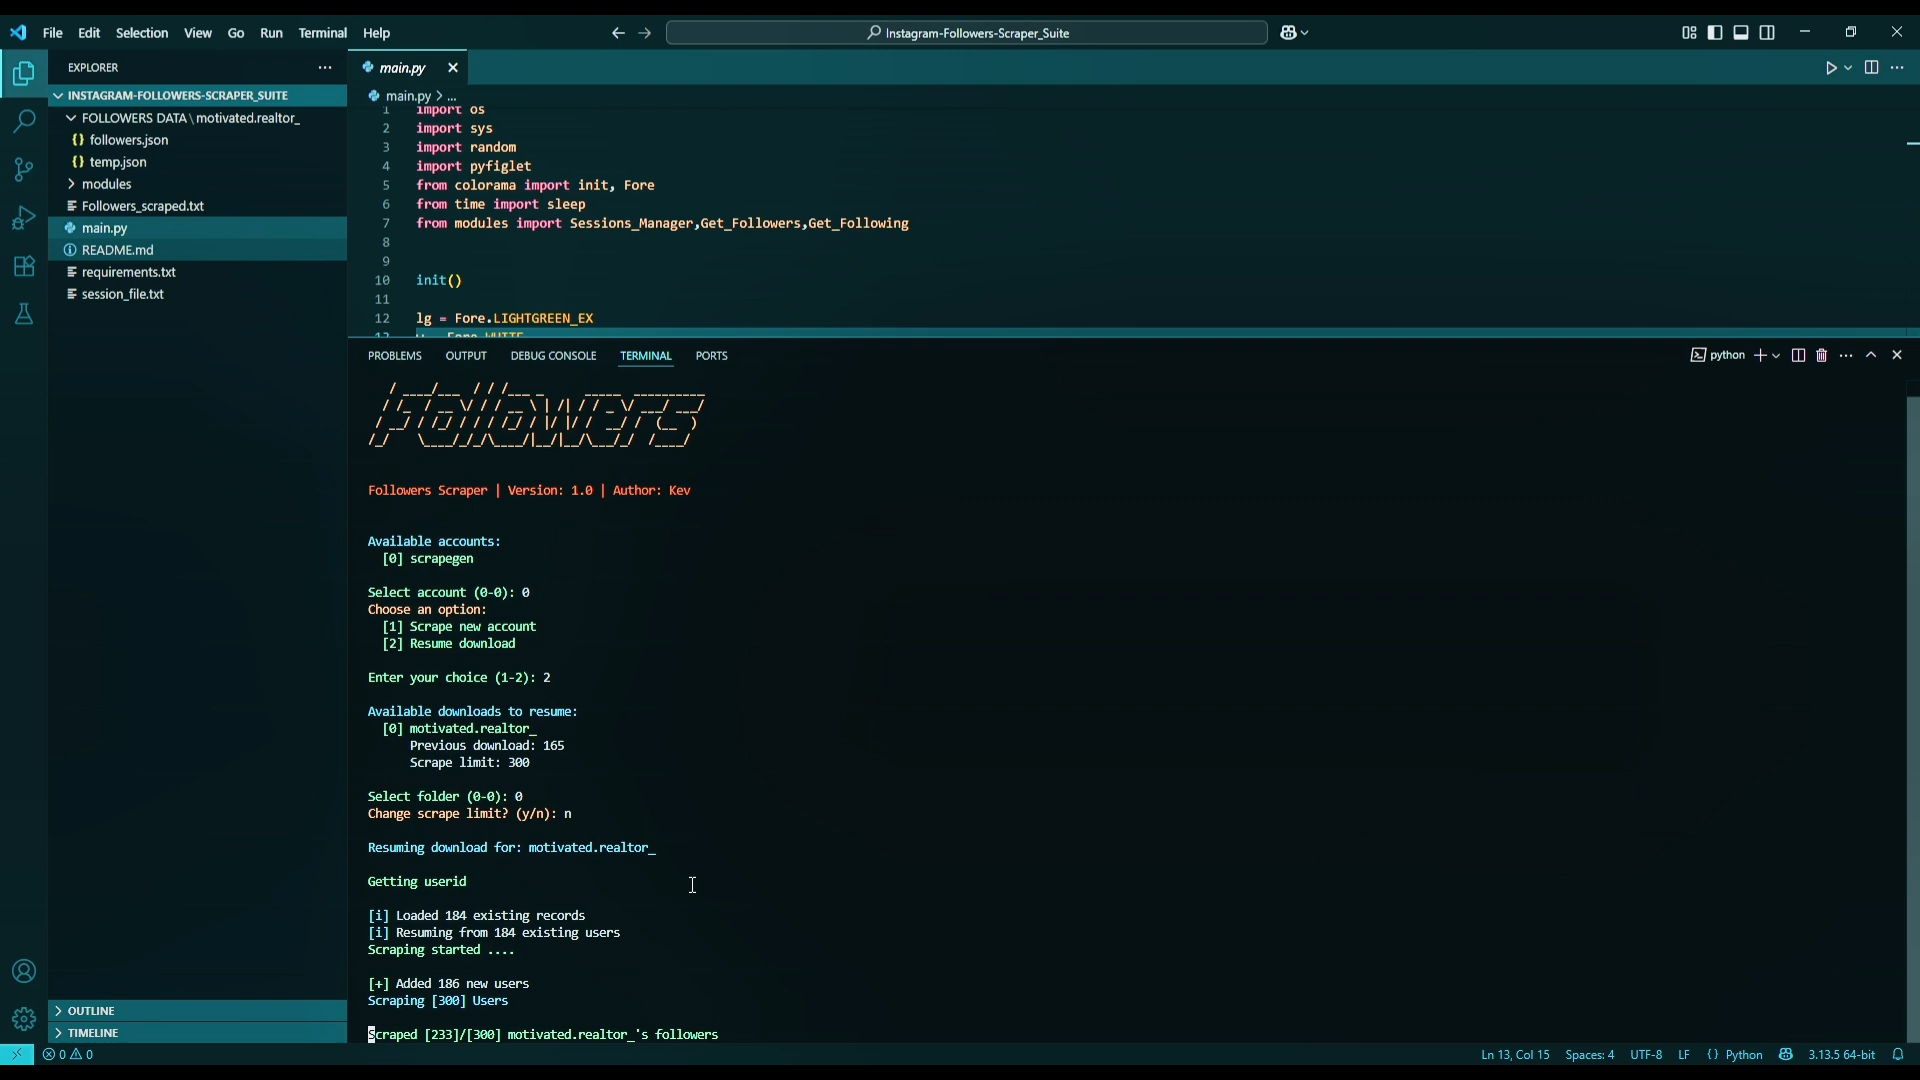 File Edit Selection View Go Run Terminal Help
Instagram-Followers-Scraper_Suite
EXPLORER
INSTAGRAM-FOLLOWERS-SCRAPER_SUITE
FOLLOWERS DATA \ motivated.realtor_
{} followers.json
{} temp.json
modules
Followers_scraped.txt
main.py
README.md
requirements.txt
session_file.txt
OUTLINE
TIMELINE
main.py
main.py > ...
1 import os
2 import sys
3 import random
4 import pyfiglet
5 from colorama import init, Fore
6 from time import sleep
7 from modules import Sessions_Manager,Get_Followers,Get_Following
8
9
10 init()
11
12 lg = Fore.LIGHTGREEN_EX
13 w = Fore.WHITE
PROBLEMS OUTPUT DEBUG CONSOLE TERMINAL PORTS
python
Followers
Followers Scraper | Version: 1.0 | Author: Kev
Available accounts:
[0] scrapegen
Select account (0-0): 0
Choose an option:
[1] Scrape new account
[2] Resume download
Enter your choice (1-2): 2
Available downloads to resume:
[0] motivated.realtor_
Previous download: 165
Scrape limit: 300
Select folder (0-0): 0
Change scrape limit? (y/n): n
Resuming download for: motivated.realtor_
Getting userid
[i] Loaded 184 existing records
[i] Resuming from 184 existing users
Scraping started ....
[+] Added 186 new users
Scraping [300] Users
Scraped [233]/[300] motivated.realtor_'s followers
0 0
Ln 13, Col 15 Spaces: 4 UTF-8 LF {} Python 3.13.5 64-bit